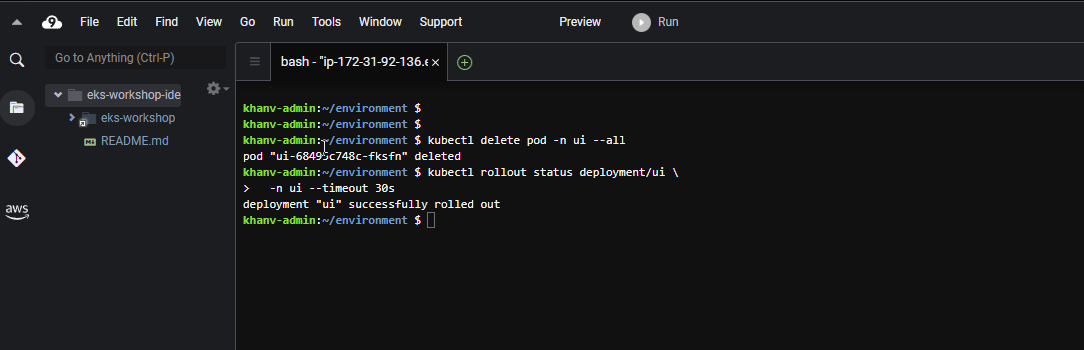 File Edit Find View Go Run Tools Window Support Preview Run
Go to Anything (Ctrl-P)
bash - "ip-172-31-92-136.e
eks-workshop-ide
eks-workshop
README.md
aws
khanv-admin:~/environment $
khanv-admin:~/environment $
khanv-admin:~/environment $ kubectl delete pod -n ui --all
pod "ui-68495c748c-fksfn" deleted
khanv-admin:~/environment $ kubectl rollout status deployment/ui \
>   -n ui --timeout 30s
deployment "ui" successfully rolled out
khanv-admin:~/environment $